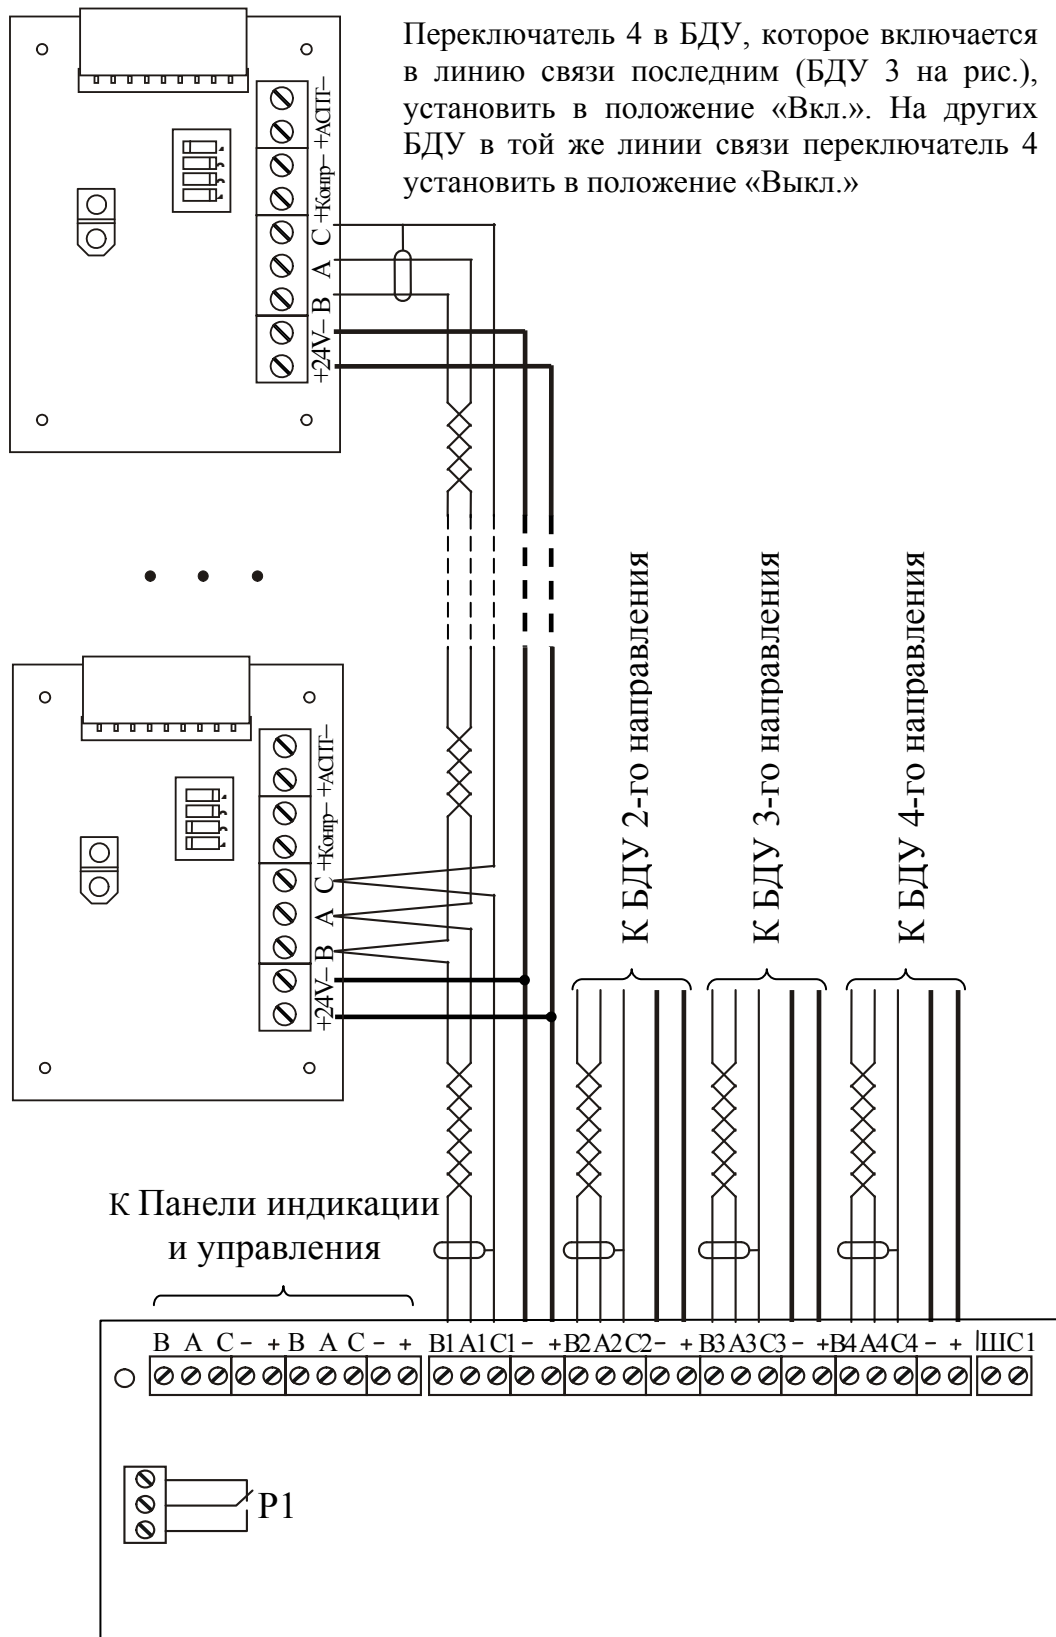 Переключатель 4 в БДУ, которое включается
в линию связи последним (БДУ 3 на рис.),
установить в положение «Вкл.». На других
БДУ в той же линии связи переключатель 4
установить в положение «Выкл.»
+АСПТ–
+Контр–
С
А
В
+24V–
+АСПТ–
+Контр–
С
А
В
+24V–
К БДУ 2-го направления
К БДУ 3-го направления
К БДУ 4-го направления
К Панели индикации
и управления
В А С – + В А С – + В1 А1 С1 – + В2 А2 С2 – + В3 А3 С3 – + В4 А4 С4 – + ШС1
Р1